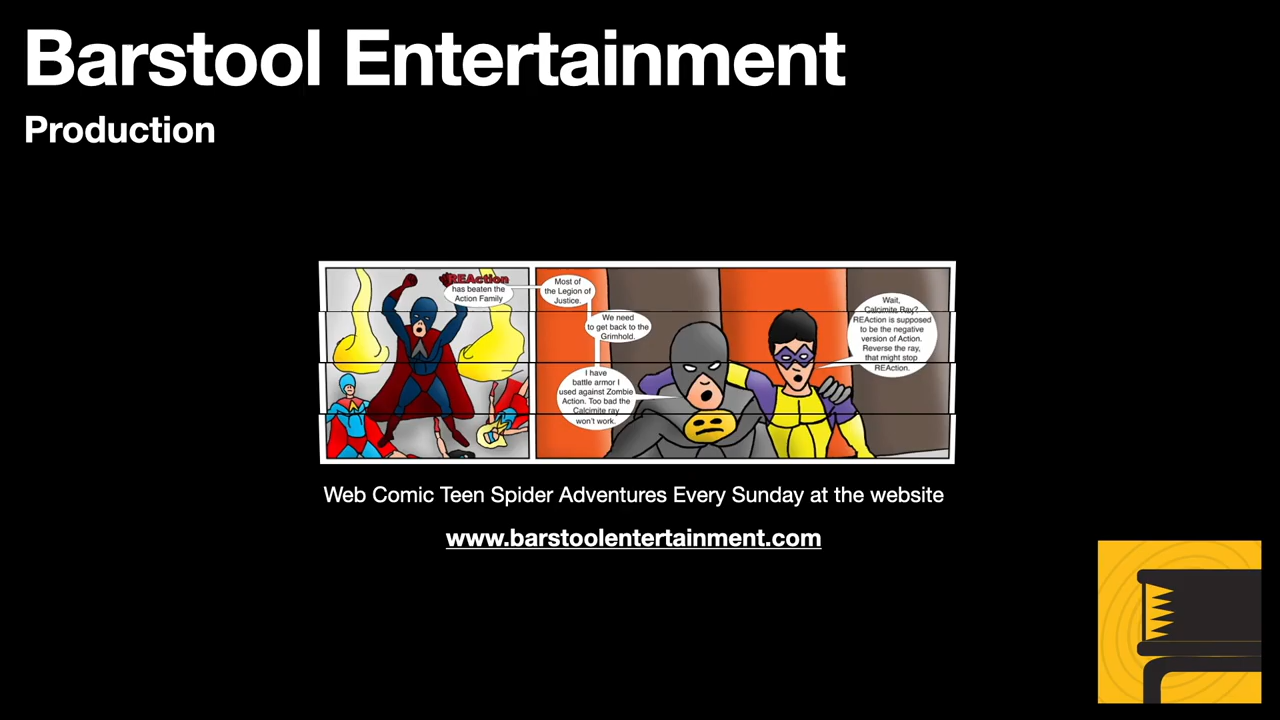 Barstool Entertainment
Production
REAction
has beaten the
Action Family
Most of
the Legion of
Justice.
We need
to get back to the
Grimhold.
I have
battle armor I
used against Zombie
Action. Too bad the
Calcimite ray
won't work.
Wait,
Calcimite Ray?
REAction is supposed
to be the negative
version of Action.
Reverse the ray,
that might stop
REAction.
Web Comic Teen Spider Adventures Every Sunday at the website
www.barstoolentertainment.com